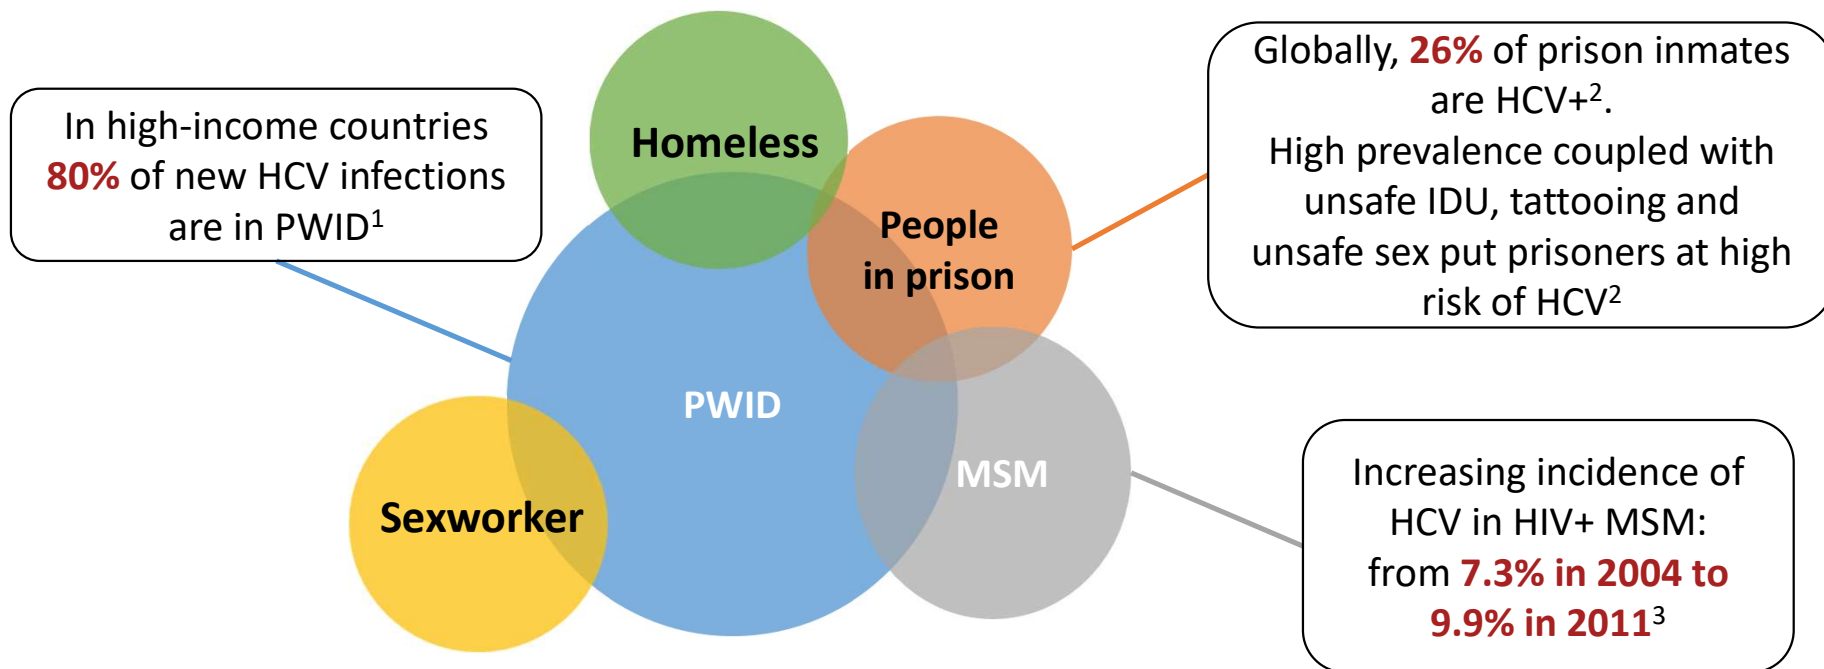 In high-income countries
80% of new HCV infections
are in PWID¹
Homeless
People
in prison
PWID
MSM
Sexworker
Globally, 26% of prison inmates
are HCV+².
High prevalence coupled with
unsafe IDU, tattooing and
unsafe sex put prisoners at high
risk of HCV²
Increasing incidence of
HCV in HIV+ MSM:
from 7.3% in 2004 to
9.9% in 2011³